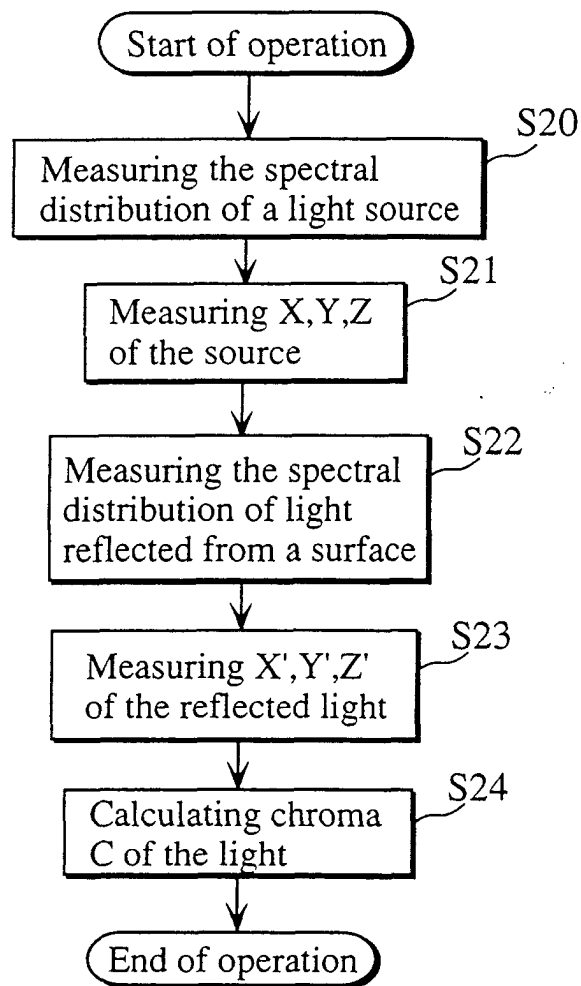 Start of operation
S20
Measuring the spectral
distribution of a light source
S21
Measuring X,Y,Z
of the source
S22
Measuring the spectral
distribution of light
reflected from a surface
S23
Measuring X',Y',Z'
of the reflected light
S24
Calculating chroma
C of the light
End of operation